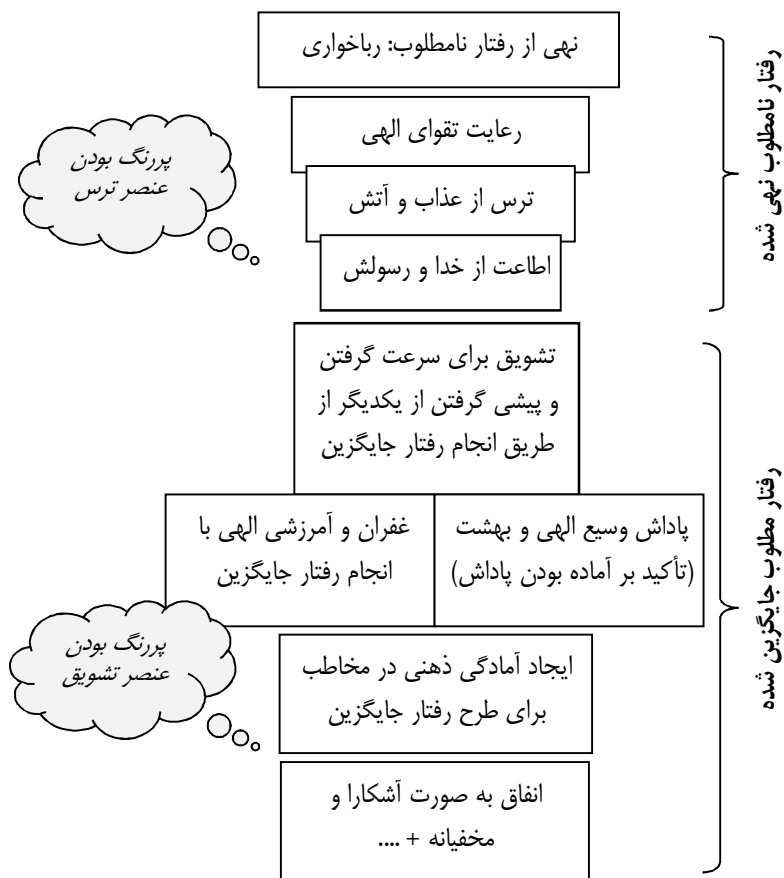 نهی از رفتار نامطلوب: رباخواری
رعایت تقوای الهی
ترس از عذاب و آتش
اطاعت از خدا و رسولش
پررنگ بودن
عنصر ترس
رفتار نامطلوب نهی شده
تشویق برای سرعت گرفتن
و پیشی گرفتن از یکدیگر از
طریق انجام رفتار جایگزین
پاداش وسیع الهی و بهشت
(تأکید بر آماده بودن پاداش)
غفران و آمرزشی الهی با
انجام رفتار جایگزین
ایجاد آمادگی ذهنی در مخاطب
برای طرح رفتار جایگزین
انفاق به صورت آشکارا و
مخفیانه + ....
پررنگ بودن
عنصر تشویق
رفتار مطلوب جایگزین شده